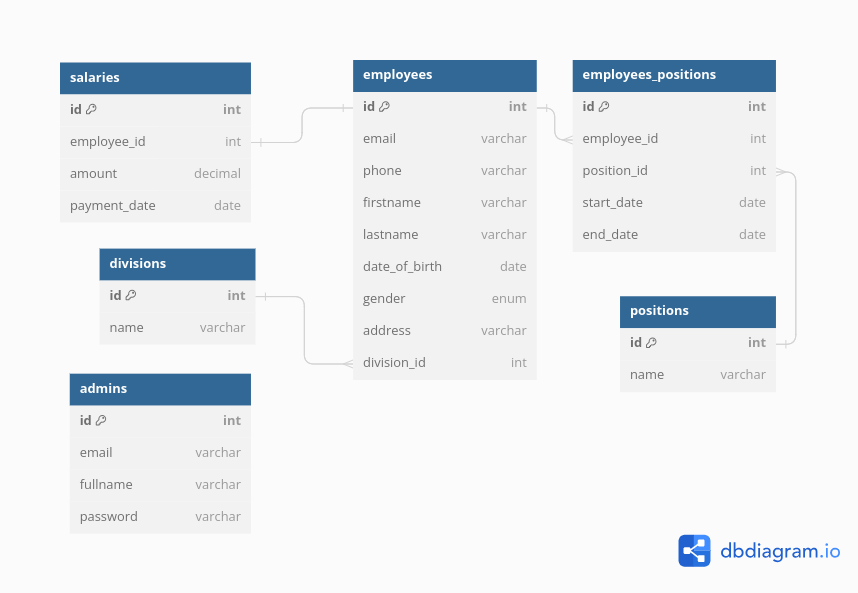 salaries
id int
employee_id int
amount decimal
payment_date date
employees
id int
email varchar
phone varchar
firstname varchar
lastname varchar
date_of_birth date
gender enum
address varchar
division_id int
employees_positions
id int
employee_id int
position_id int
start_date date
end_date date
divisions
id int
name varchar
positions
id int
name varchar
admins
id int
email varchar
fullname varchar
password varchar
dbdiagram.io